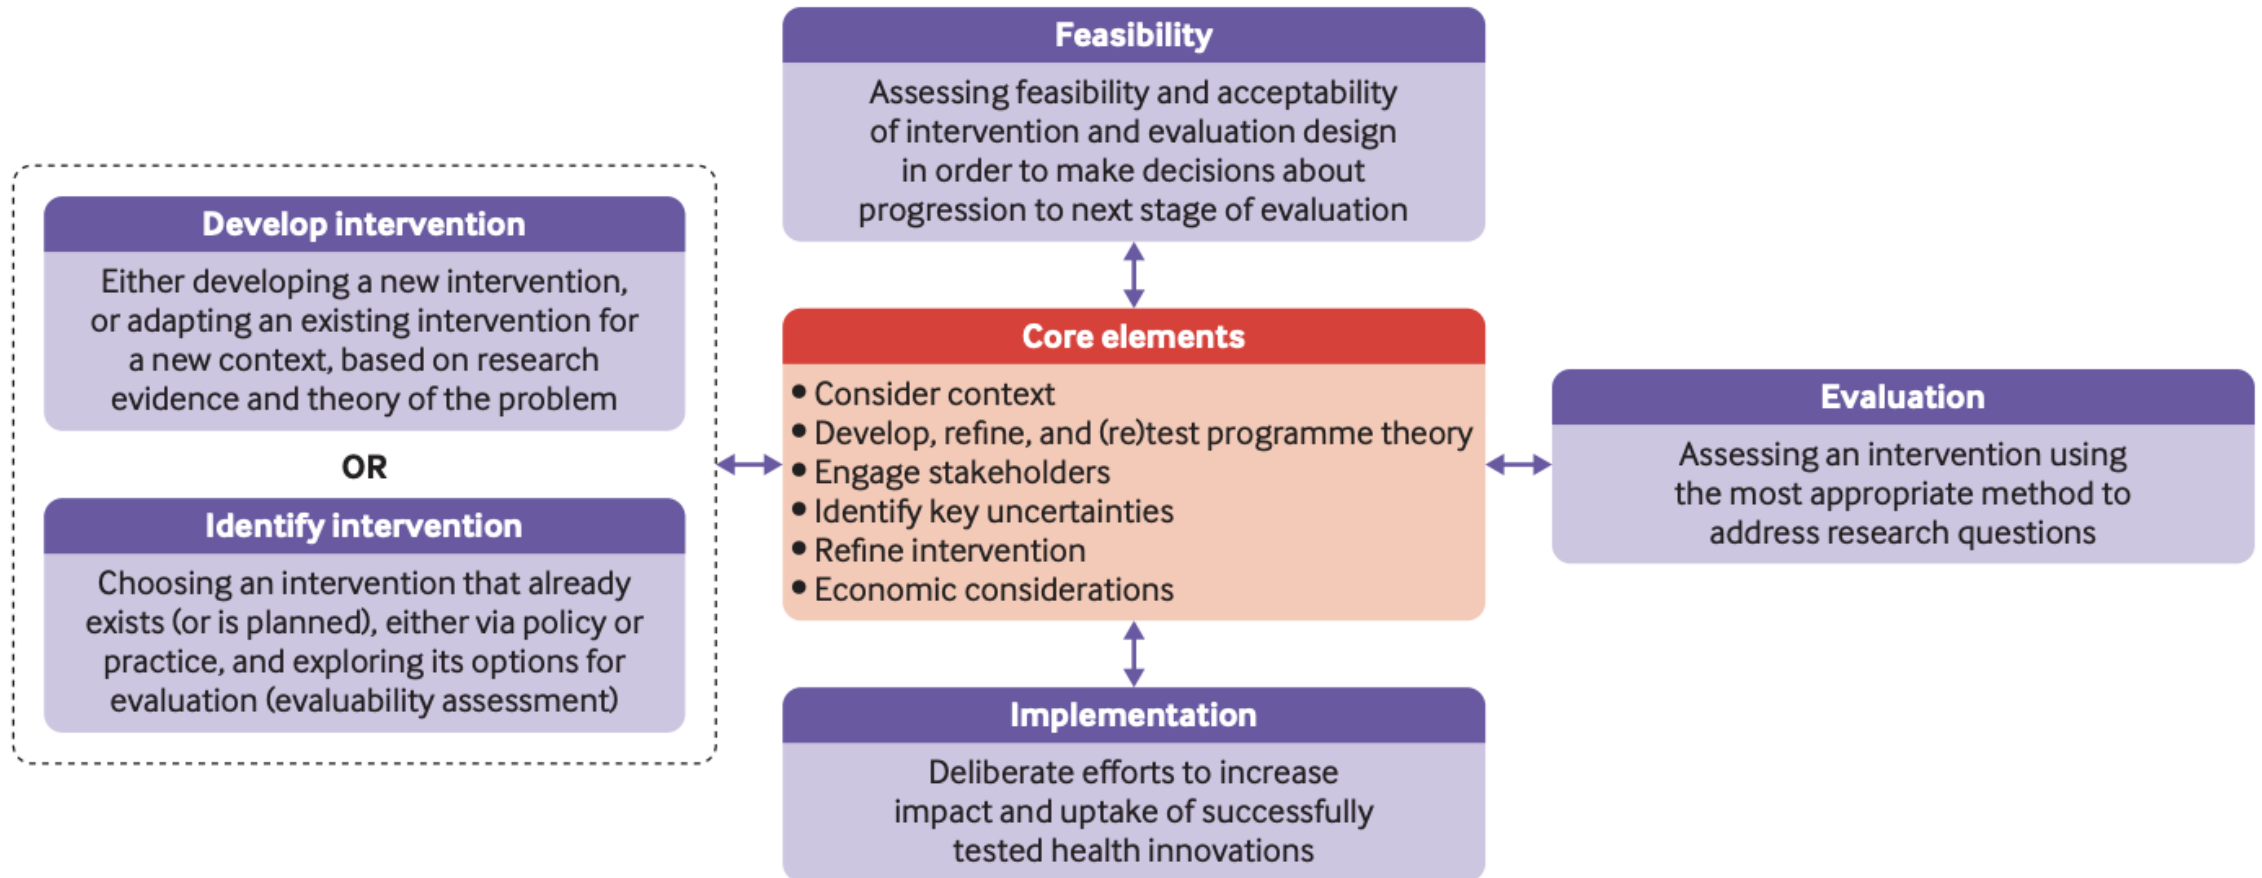 Feasibility
Assessing feasibility and acceptability
of intervention and evaluation design
in order to make decisions about
progression to next stage of evaluation
Develop intervention
Either developing a new intervention,
or adapting an existing intervention for
a new context, based on research
evidence and theory of the problem
OR
Identify intervention
Choosing an intervention that already
exists (or is planned), either via policy or
practice, and exploring its options for
evaluation (evaluability assessment)
Core elements
• Consider context
• Develop, refine, and (re)test programme theory
• Engage stakeholders
• Identify key uncertainties
• Refine intervention
• Economic considerations
Evaluation
Assessing an intervention using
the most appropriate method to
address research questions
Implementation
Deliberate efforts to increase
impact and uptake of successfully
tested health innovations